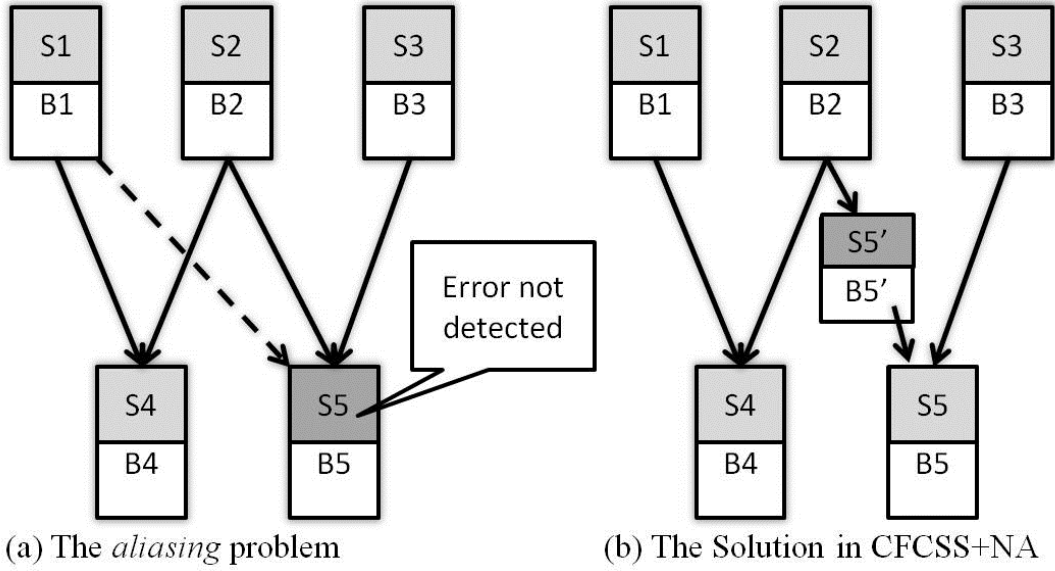 S1
B1
S2
B2
S3
B3
Error not
detected
S4
B4
S5
B5
(a) The aliasing problem
S1
B1
S2
B2
S3
B3
S5’
B5’
S4
B4
S5
B5
(b) The Solution in CFCSS+NA